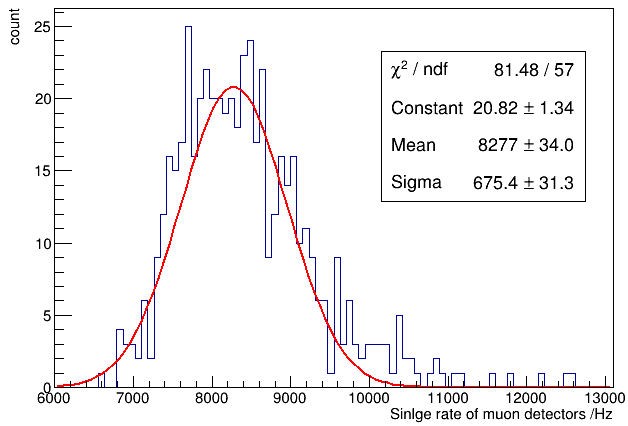 count
25
20
15
10
5
0
χ² / ndf 81.48 / 57
Constant 20.82 ± 1.34
Mean 8277 ± 34.0
Sigma 675.4 ± 31.3
6000 7000 8000 9000 10000 11000 12000 13000
Sinlge rate of muon detectors /Hz